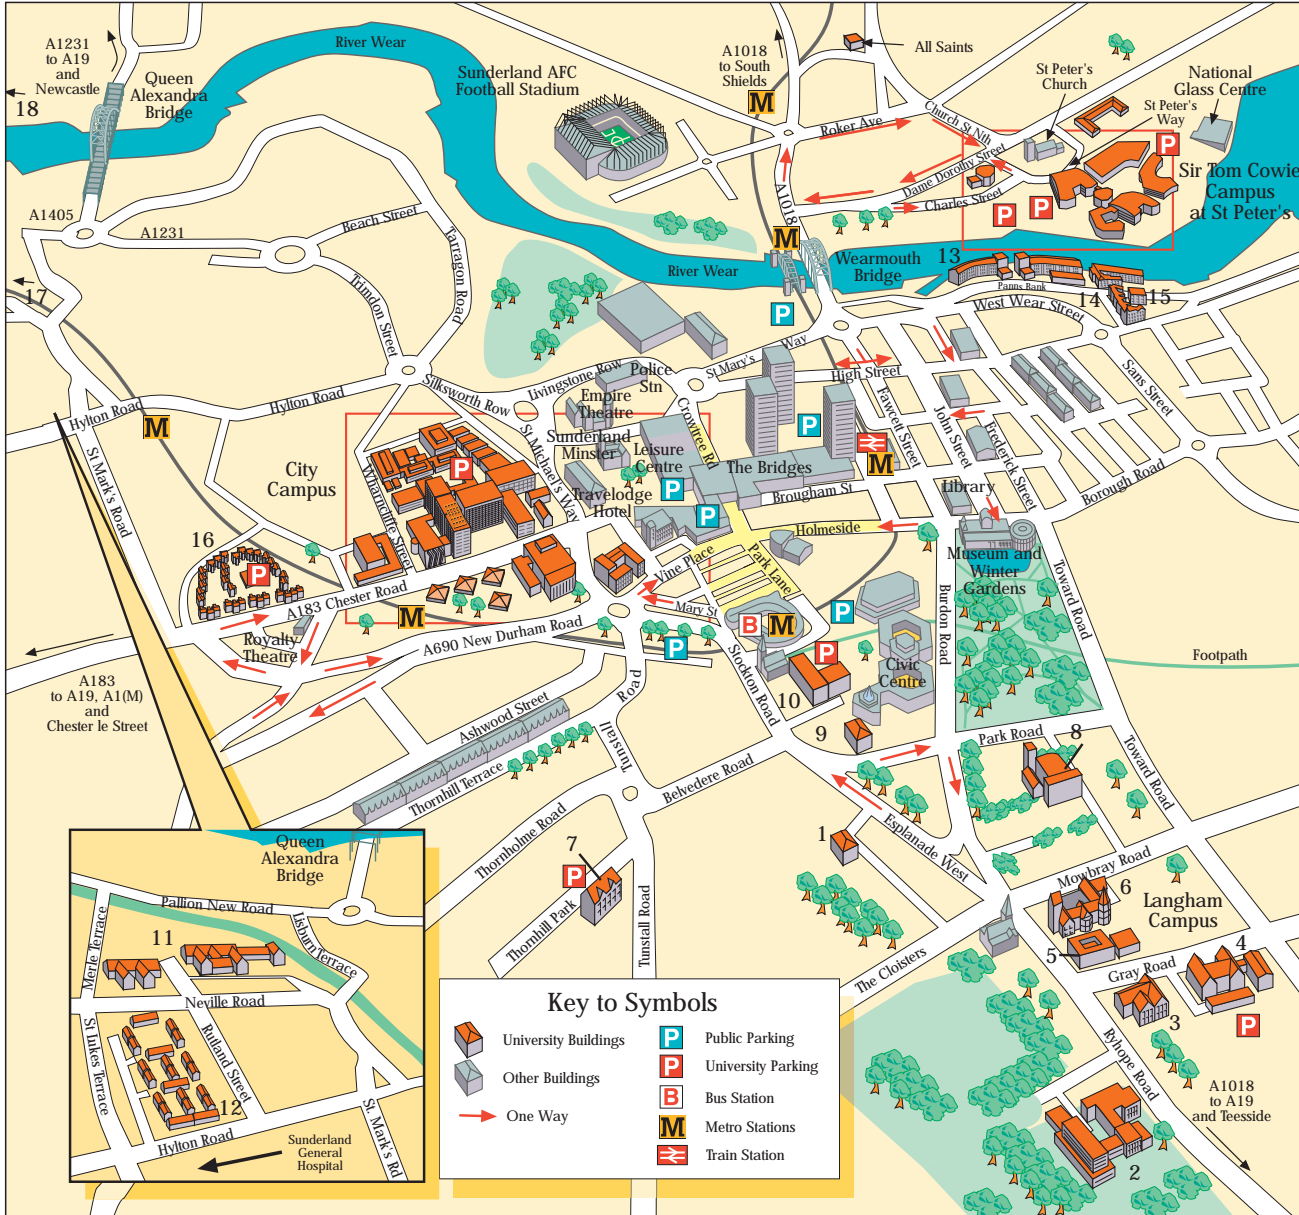 A1231
to A19
and
Newcastle
18
Queen
Alexandra
Bridge
River Wear
Sunderland AFC
Football Stadium
A1018
to South
Shields
M
All Saints
St Peter's
Church
National
Glass Centre
St Peter's
Way
Church St Nth
Roker Ave
Dame Dorothy Street
Charles Street
P
P
P
Sir Tom Cowie
Campus
at St Peter's
A1018
M
A1405
A1231
Beach Street
Tarragon Road
Trimdon Street
River Wear
Wearmouth
Bridge
13
Panns Bank
14
15
West Wear Street
17
P
St Mary's
Way
High Street
Sans Street
Hylton Road
Hylton Road
M
Silksworth Row
Livingstone Row
Police
Stn
Empire
Theatre
Sunderland
Minster
Crowtree Rd
Leisure
Centre
P
P
P
The Bridges
Brougham St
M
Fawcett Street
John Street
Frederick Street
Borough Road
City
Campus
P
St Mark's Road
Wharncliffe Street
St Michael's Way
Travelodge
Hotel
Library
Holmeside
Museum and
Winter
Gardens
Vine Place
Park Lane
Mary St
16
P
A183 Chester Road
M
Royalty
Theatre
A690 New Durham Road
P
B
M
P
Burdon Road
Toward Road
Footpath
Civic
Centre
P
10
Stockton Road
9
A183
to A19, A1(M)
and
Chester le Street
Ashwood Street
Thornhill Terrace
Tunstall
Road
Belvedere Road
Park Road
8
Toward Road
Thornholme Road
Esplanade West
1
7
P
Thornhill Park
Tunstall Road
Mowbray Road
6
Langham
Campus
5
The Cloisters
Gray Road
4
3
P
Ryhope Road
A1018
to A19
and Teesside
2
Queen
Alexandra
Bridge
Pallion New Road
Lisburn Terrace
Merle Terrace
11
Neville Road
St Lukes Terrace
Rutland Street
12
Hylton Road
St. Mark's Rd
Sunderland
General
Hospital
Key to Symbols
University Buildings
Other Buildings
One Way
P Public Parking
P University Parking
B Bus Station
M Metro Stations
Train Station